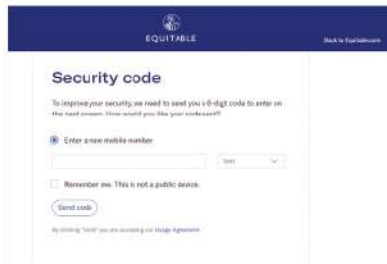 EQUITABLE
Back to Equitable.com
Security code
To improve your security, we need to send you a 6-digit code to enter on
the next screen. How would you like your code sent?
Enter a new mobile number
Text
Remember me. This is not a public device.
Send code
By clicking "Send" you are accepting our Usage Agreement.